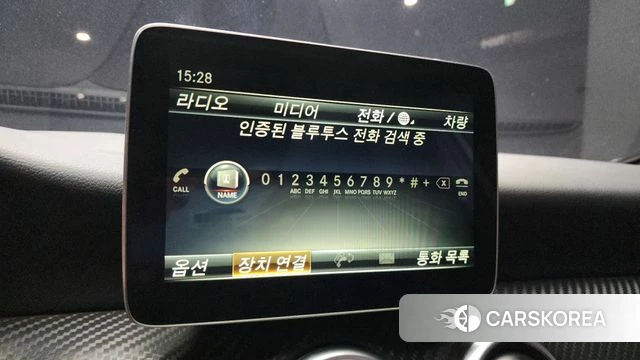 15:28
라디오 미디어 전화/ 차량
인증된 블루투스 전화 검색 중
CALL NAME 0 1 2 3 4 5 6 7 8 9 * # + END
ABC DEF GHI JKL MNO PQRS TUV WXYZ
옵션 장치 연결 통화 목록
CARSKOREA